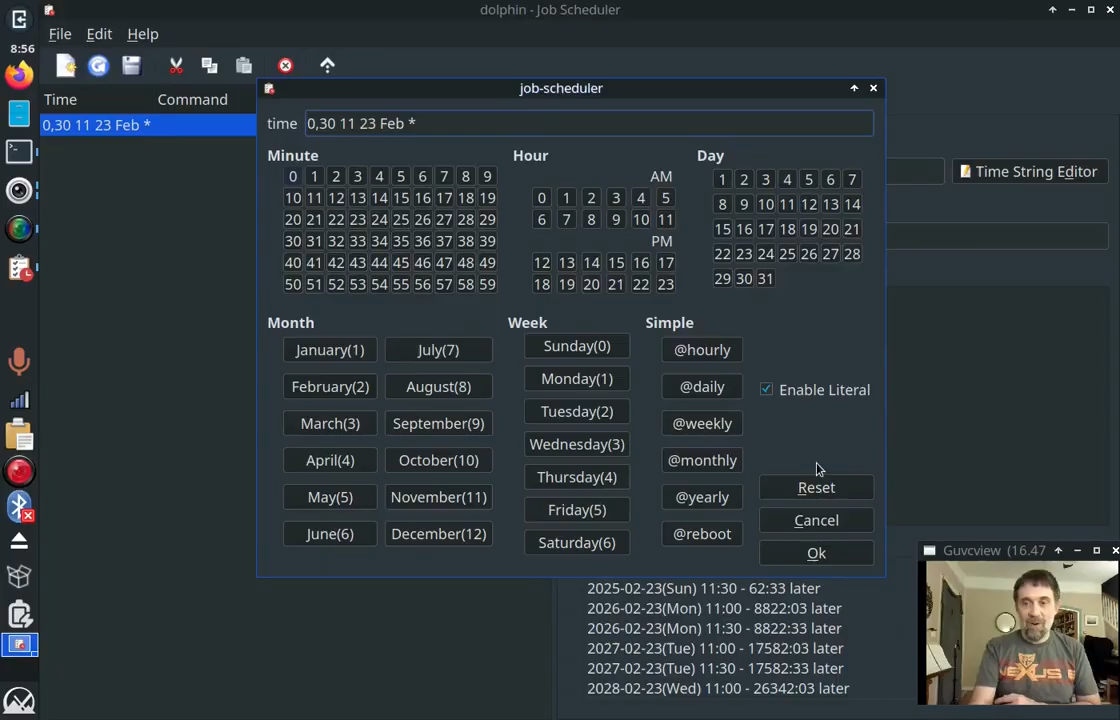 dolphin - Job Scheduler
File Edit Help
8:56
Time Command
0,30 11 23 Feb *
job-scheduler
time 0,30 11 23 Feb *
Time String Editor
Minute
0 1 2 3 4 5 6 7 8 9
10 11 12 13 14 15 16 17 18 19
20 21 22 23 24 25 26 27 28 29
30 31 32 33 34 35 36 37 38 39
40 41 42 43 44 45 46 47 48 49
50 51 52 53 54 55 56 57 58 59
Hour
AM
0 1 2 3 4 5
6 7 8 9 10 11
PM
12 13 14 15 16 17
18 19 20 21 22 23
Day
1 2 3 4 5 6 7
8 9 10 11 12 13 14
15 16 17 18 19 20 21
22 23 24 25 26 27 28
29 30 31
Month
January(1) July(7)
February(2) August(8)
March(3) September(9)
April(4) October(10)
May(5) November(11)
June(6) December(12)
Week
Sunday(0)
Monday(1)
Tuesday(2)
Wednesday(3)
Thursday(4)
Friday(5)
Saturday(6)
Simple
@hourly
@daily
@weekly
@monthly
@yearly
@reboot
Enable Literal
Reset
Cancel
Ok
2025-02-23(Sun) 11:30 - 62:33 later
2026-02-23(Mon) 11:00 - 8822:03 later
2026-02-23(Mon) 11:30 - 8822:33 later
2027-02-23(Tue) 11:00 - 17582:03 later
2027-02-23(Tue) 11:30 - 17582:33 later
2028-02-23(Wed) 11:00 - 26342:03 later
Guvcview (16.47
NEXUS